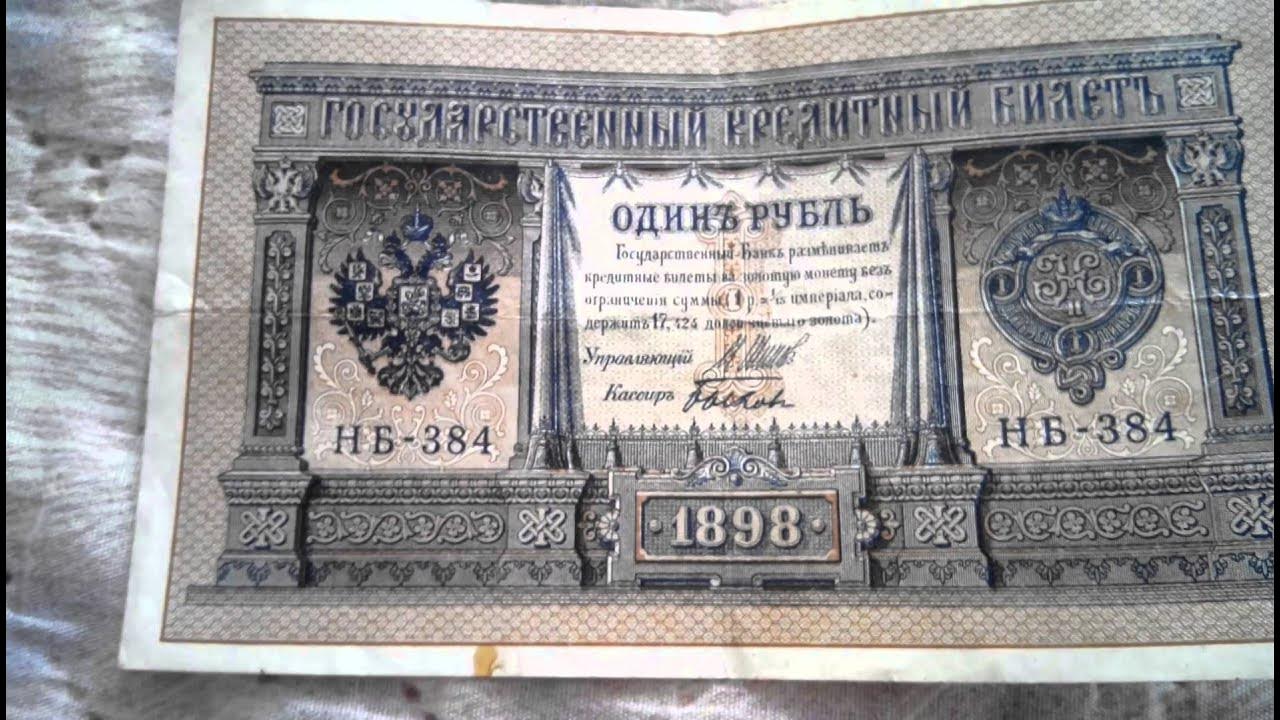 ГОСУДАРСТВЕННЫЙ КРЕДИТНЫЙ БИЛЕТЪ
ОДИНЪ РУБЛЬ
Государственный Банкъ размѣниваетъ
кредитные билеты на золотую монету безъ
ограниченія суммы (1 р.=1/15 имперіала, со-
держитъ 17,424 долей чистаго золота).
Управляющій
Кассиръ
НБ-384
НБ-384
1898